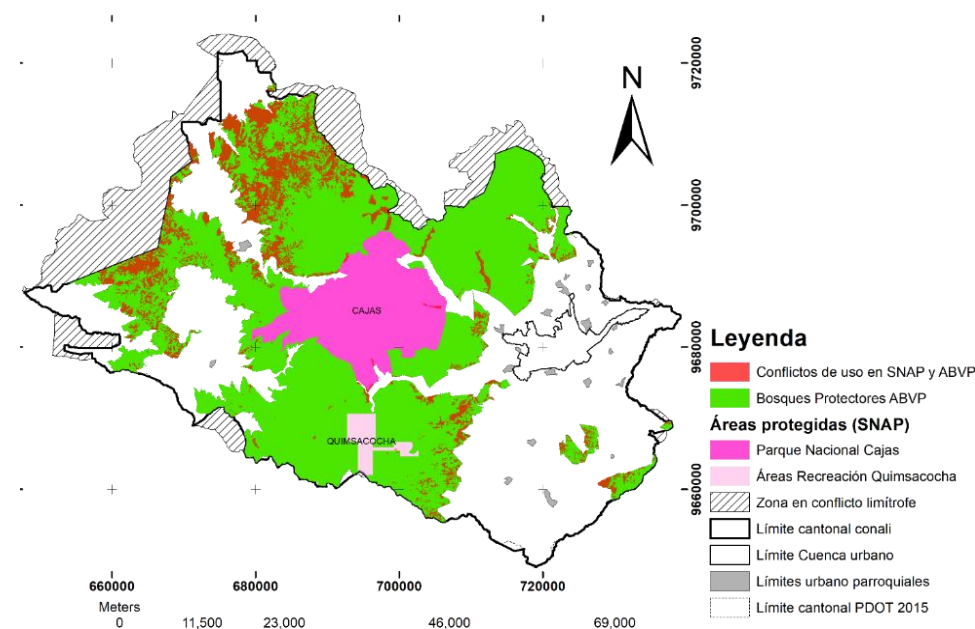 9720000
N
9700000
CAJAS
9680000
QUIMSACOCHA
9660000
660000 680000 700000 720000
Meters
0 11,500 23,000 46,000 69,000
Leyenda
Conflictos de uso en SNAP y ABVP
Bosques Protectores ABVP
Áreas protegidas (SNAP)
Parque Nacional Cajas
Áreas Recreación Quimsacocha
Zona en conflicto limítrofe
Límite cantonal conali
Límite Cuenca urbano
Límites urbano parroquiales
Límite cantonal PDOT 2015